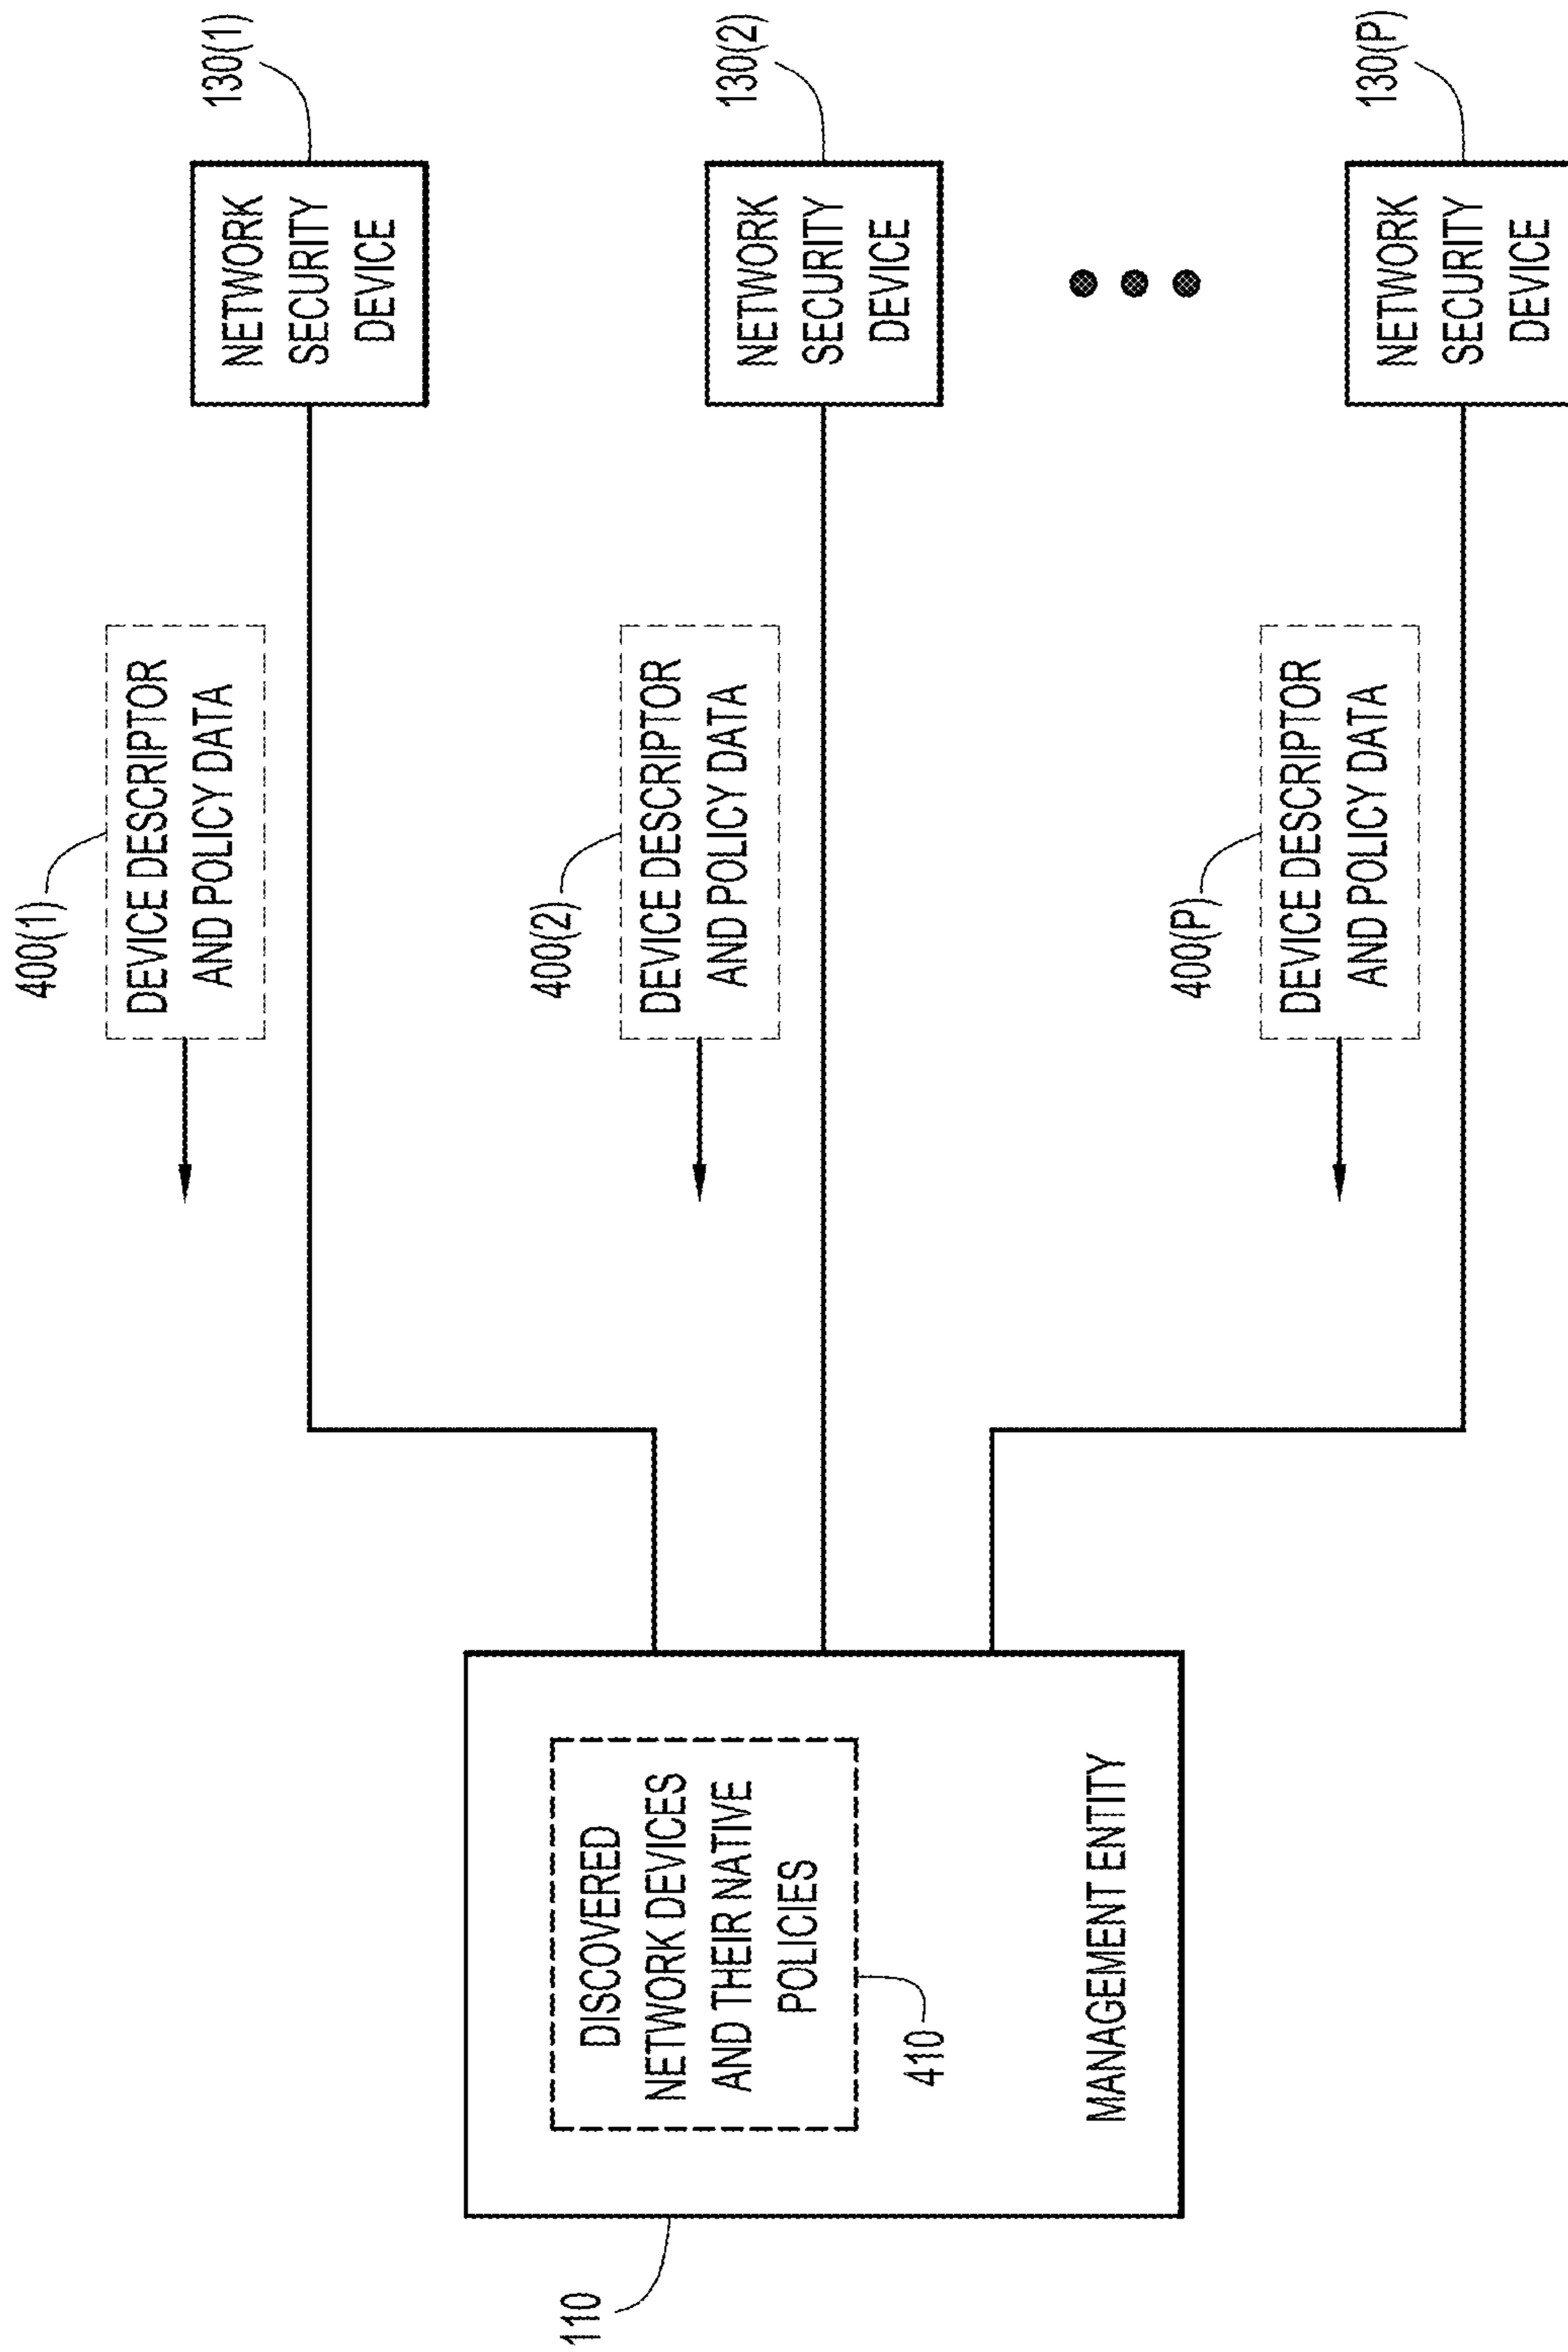 400(1)
DEVICE DESCRIPTOR
AND POLICY DATA
130(1)
NETWORK
SECURITY
DEVICE
110
DISCOVERED
NETWORK DEVICES
AND THEIR NATIVE
POLICIES
410
MANAGEMENT ENTITY
400(2)
DEVICE DESCRIPTOR
AND POLICY DATA
130(2)
NETWORK
SECURITY
DEVICE
400(P)
DEVICE DESCRIPTOR
AND POLICY DATA
130(P)
NETWORK
SECURITY
DEVICE